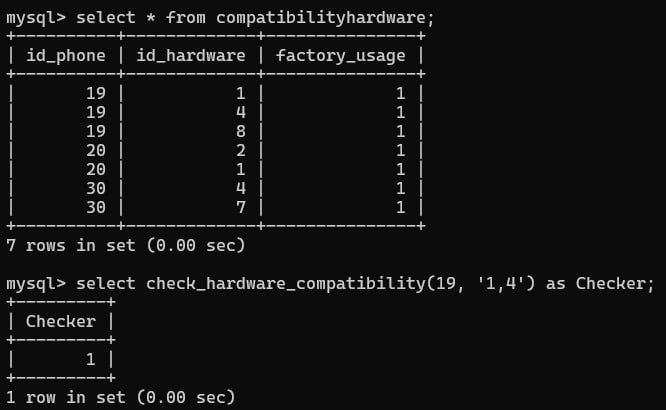 mysql> select * from compatibilityhardware;
+----------+-------------+---------------+
| id_phone | id_hardware | factory_usage |
+----------+-------------+---------------+
|       19 |           1 |             1 |
|       19 |           4 |             1 |
|       19 |           8 |             1 |
|       20 |           2 |             1 |
|       20 |           1 |             1 |
|       30 |           4 |             1 |
|       30 |           7 |             1 |
+----------+-------------+---------------+
7 rows in set (0.00 sec)

mysql> select check_hardware_compatibility(19, '1,4') as Checker;
+---------+
| Checker |
+---------+
|       1 |
+---------+
1 row in set (0.00 sec)